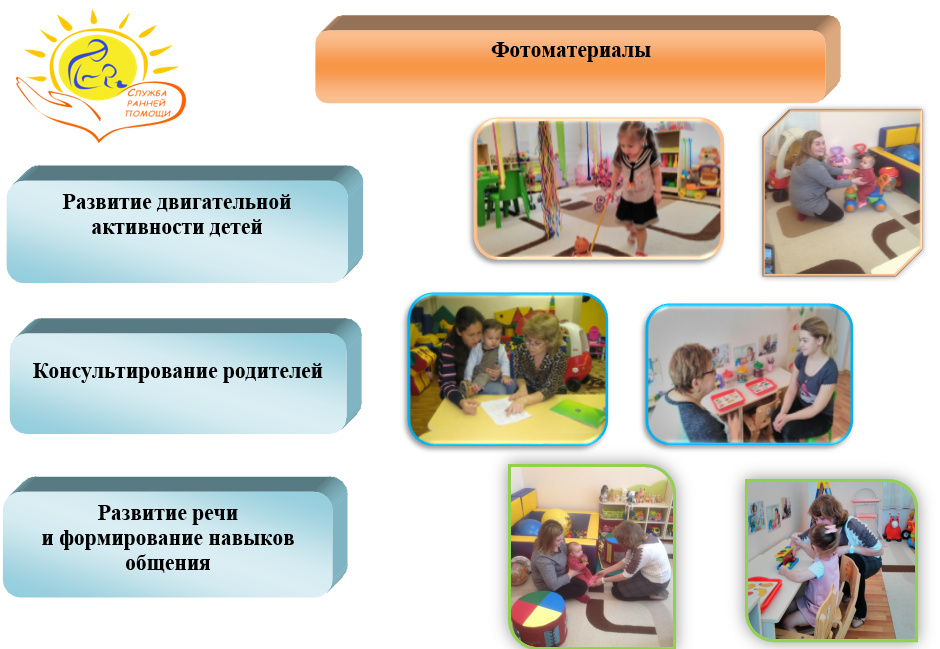 Служба
ранней
помощи
Фотоматериалы
Развитие двигательной
активности детей
Консультирование родителей
Развитие речи
и формирование навыков
общения